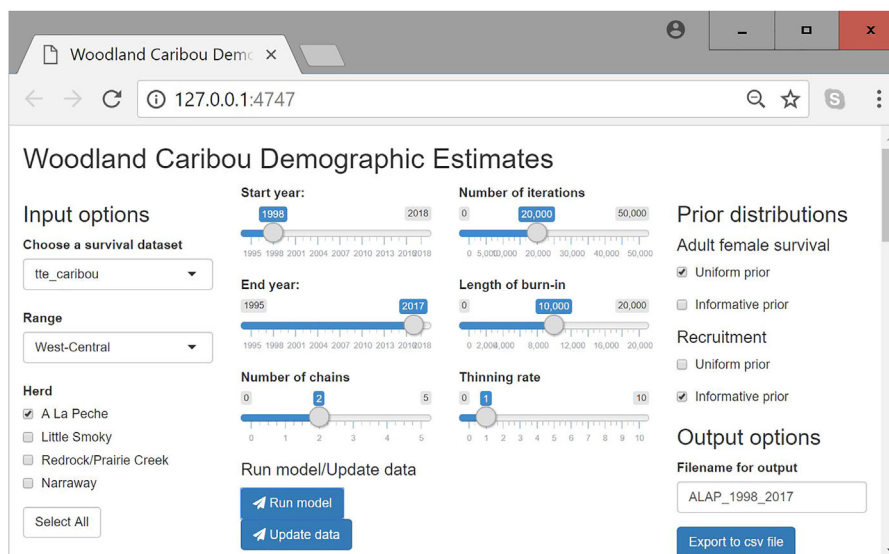 Woodland Caribou Demo
127.0.0.1:4747
Woodland Caribou Demographic Estimates
Input options
Choose a survival dataset
tte_caribou
Range
West-Central
Herd
A La Peche
Little Smoky
Redrock/Prairie Creek
Narraway
Select All
Start year:
1998 2018
1995 1998 2001 2004 2007 2010 2013 2016 2018
End year:
1995 2017
1995 1998 2001 2004 2007 2010 2013 2016 2018
Number of chains
0 2 5
0 1 2 3 4 5
Run model/Update data
Run model
Update data
Number of iterations
0 20,000 50,000
0 5,000 10,000 20,000 30,000 40,000 50,000
Length of burn-in
0 10,000 20,000
0 2,000 4,000 8,000 12,000 16,000 20,000
Thinning rate
0 1 10
0 1 2 3 4 5 6 7 8 9 10
Prior distributions
Adult female survival
Uniform prior
Informative prior
Recruitment
Uniform prior
Informative prior
Output options
Filename for output
ALAP_1998_2017
Export to csv file